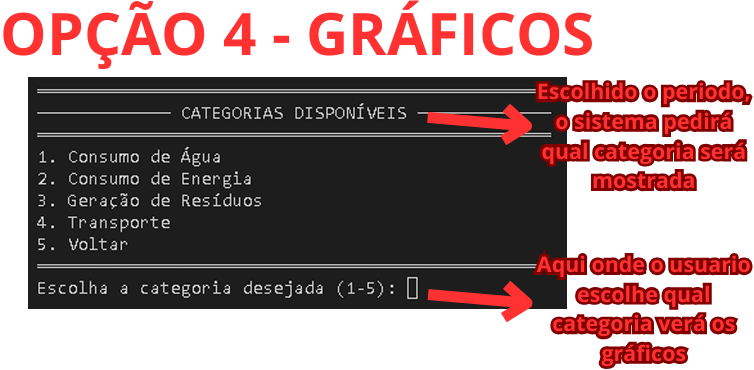 OPÇÃO 4 - GRÁFICOS
CATEGORIAS DISPONÍVEIS
1. Consumo de Água
2. Consumo de Energia
3. Geração de Resíduos
4. Transporte
5. Voltar
Escolha a categoria desejada (1-5):
Escolhido o periodo,
o sistema pedirá
qual categoria será
mostrada
Aqui onde o usuario
escolhe qual
categoria verá os
gráficos